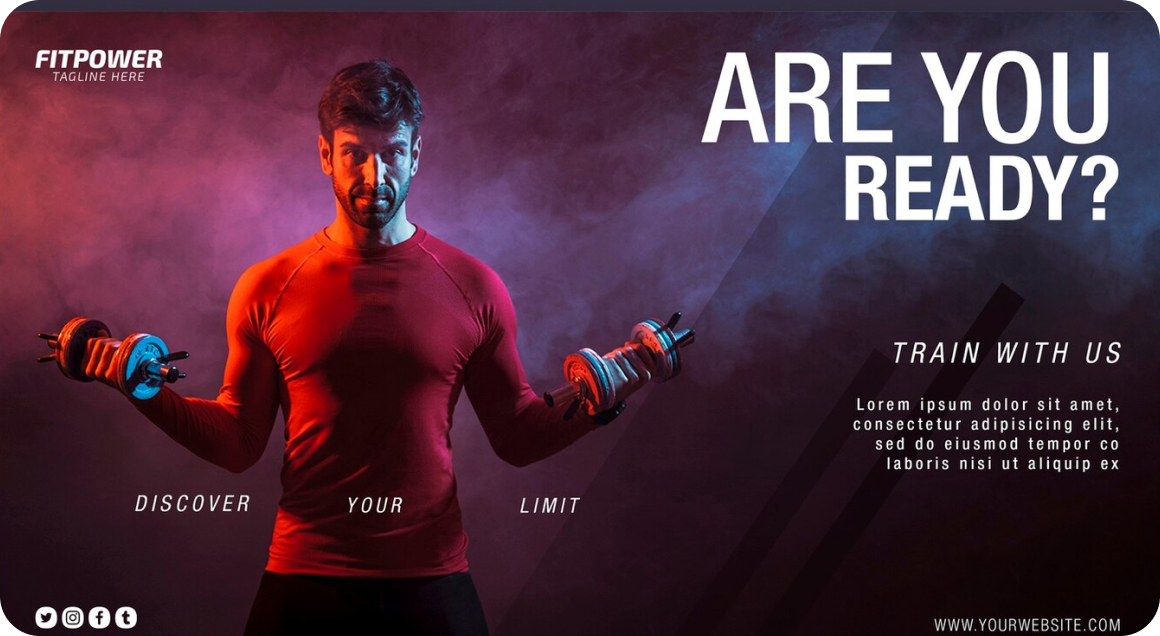 FITPOWER
TAGLINE HERE
ARE YOU
READY?
TRAIN WITH US
Lorem ipsum dolor sit amet,
consectetur adipisicing elit,
sed do eiusmod tempor co
laboris nisi ut aliquip ex
DISCOVER YOUR LIMIT
WWW.YOURWEBSITE.COM